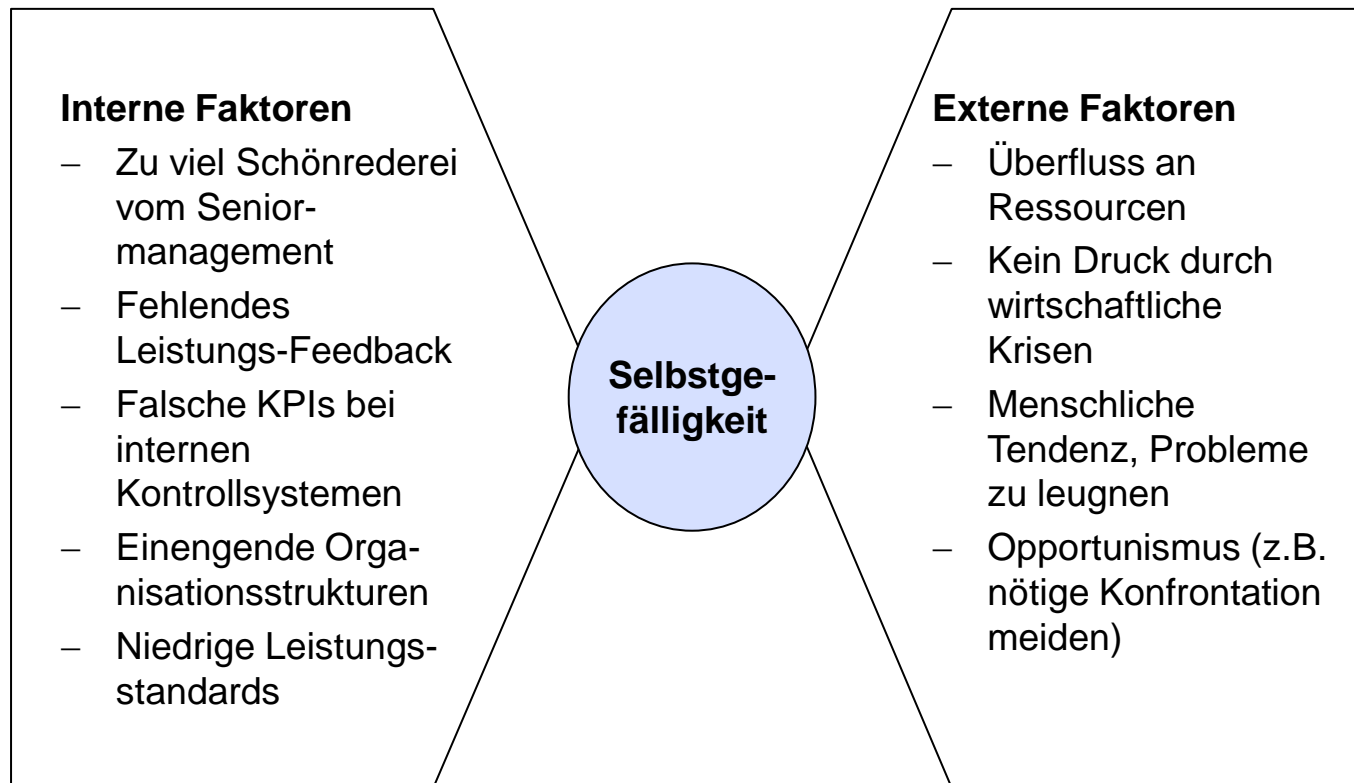 Interne Faktoren
– Zu viel Schönrederei
vom Senior-
management
– Fehlendes
Leistungs-Feedback
– Falsche KPIs bei
internen
Kontrollsystemen
– Einengende Orga-
nisationsstrukturen
– Niedrige Leistungs-
standards
Selbstge-
fälligkeit
Externe Faktoren
– Überfluss an
Ressourcen
– Kein Druck durch
wirtschaftliche
Krisen
– Menschliche
Tendenz, Probleme
zu leugnen
– Opportunismus (z.B.
nötige Konfrontation
meiden)